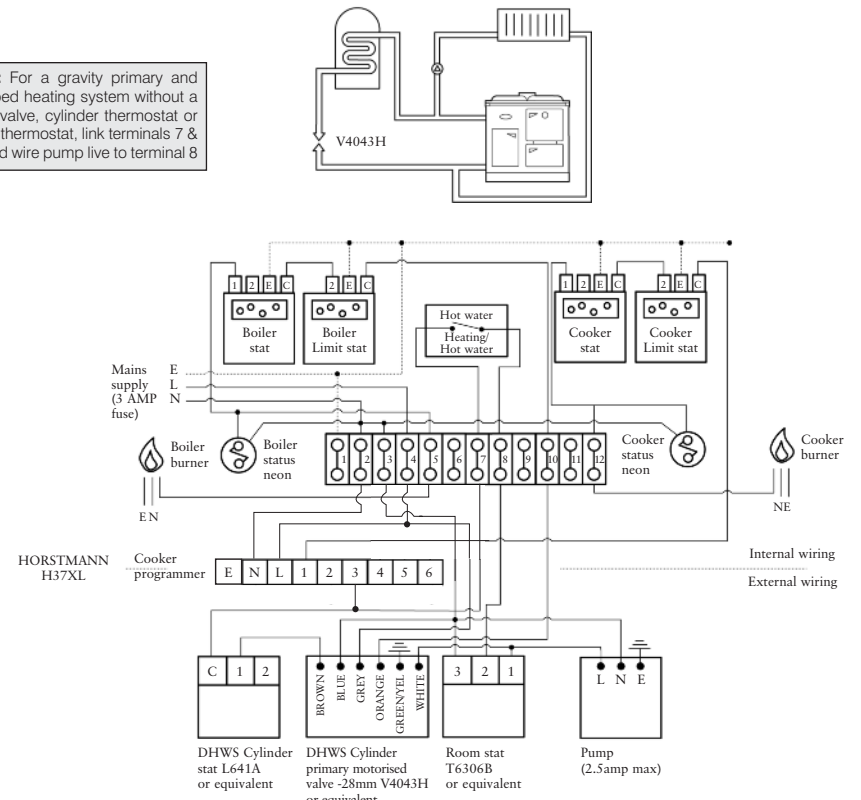 : For a gravity primary and
ped heating system without a
valve, cylinder thermostat or
thermostat, link terminals 7 &
d wire pump live to terminal 8
V4043H
1 2 E C
2 E C
1 2 E C
2 E C
Boiler
stat
Boiler
Limit stat
Hot water
Heating/
Hot water
Cooker
stat
Cooker
Limit stat
Mains
supply
(3 AMP
fuse)
E
L
N
Boiler
burner
Boiler
status
neon
1 2 3 4 5 6 7 8 9 10 11 12
Cooker
status
neon
Cooker
burner
E N
NE
HORSTMANN
H37XL
Cooker
programmer
E N L 1 2 3 4 5 6
Internal wiring
External wiring
C 1 2
BROWN
BLUE
GREY
ORANGE
GREEN/YEL
WHITE
3 2 1
L N E
DHWS Cylinder
stat L641A
or equivalent
DHWS Cylinder
primary motorised
valve -28mm V4043H
or equivalent
Room stat
T6306B
or equivalent
Pump
(2.5amp max)